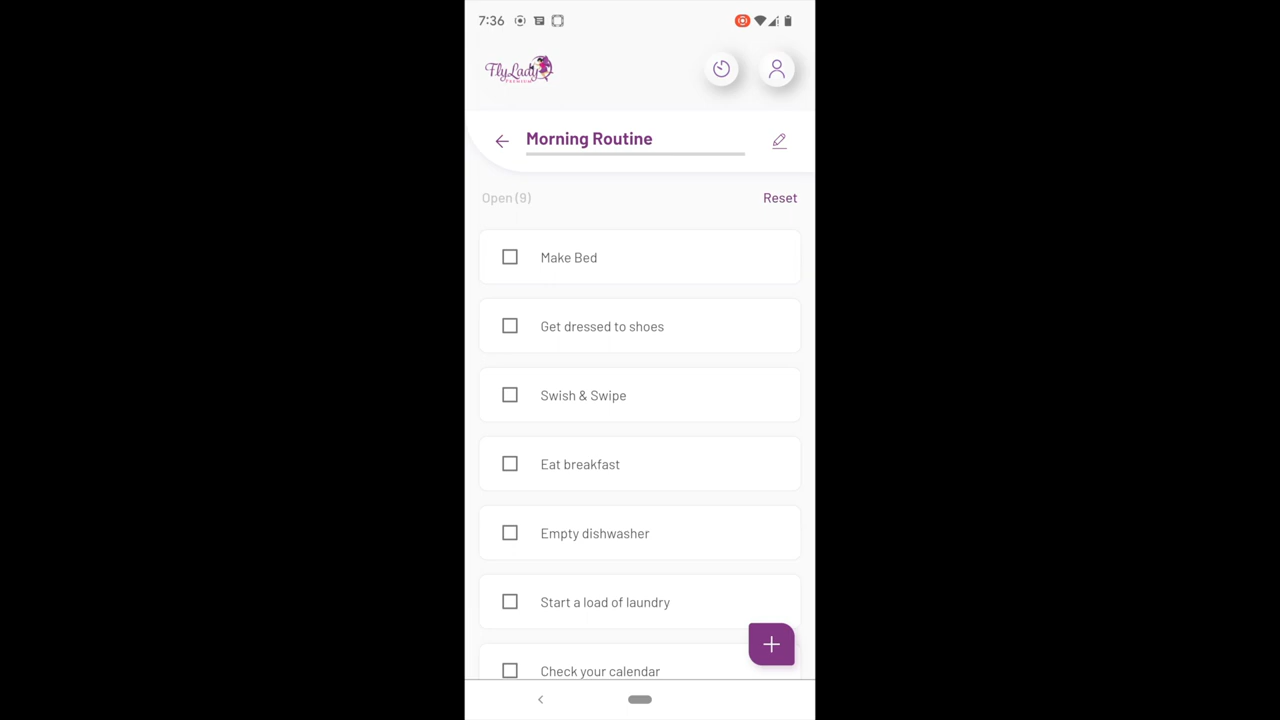 7:36
FlyLady
PREMIUM
Morning Routine
Open (9)
Reset
Make Bed
Get dressed to shoes
Swish & Swipe
Eat breakfast
Empty dishwasher
Start a load of laundry
Check your calendar